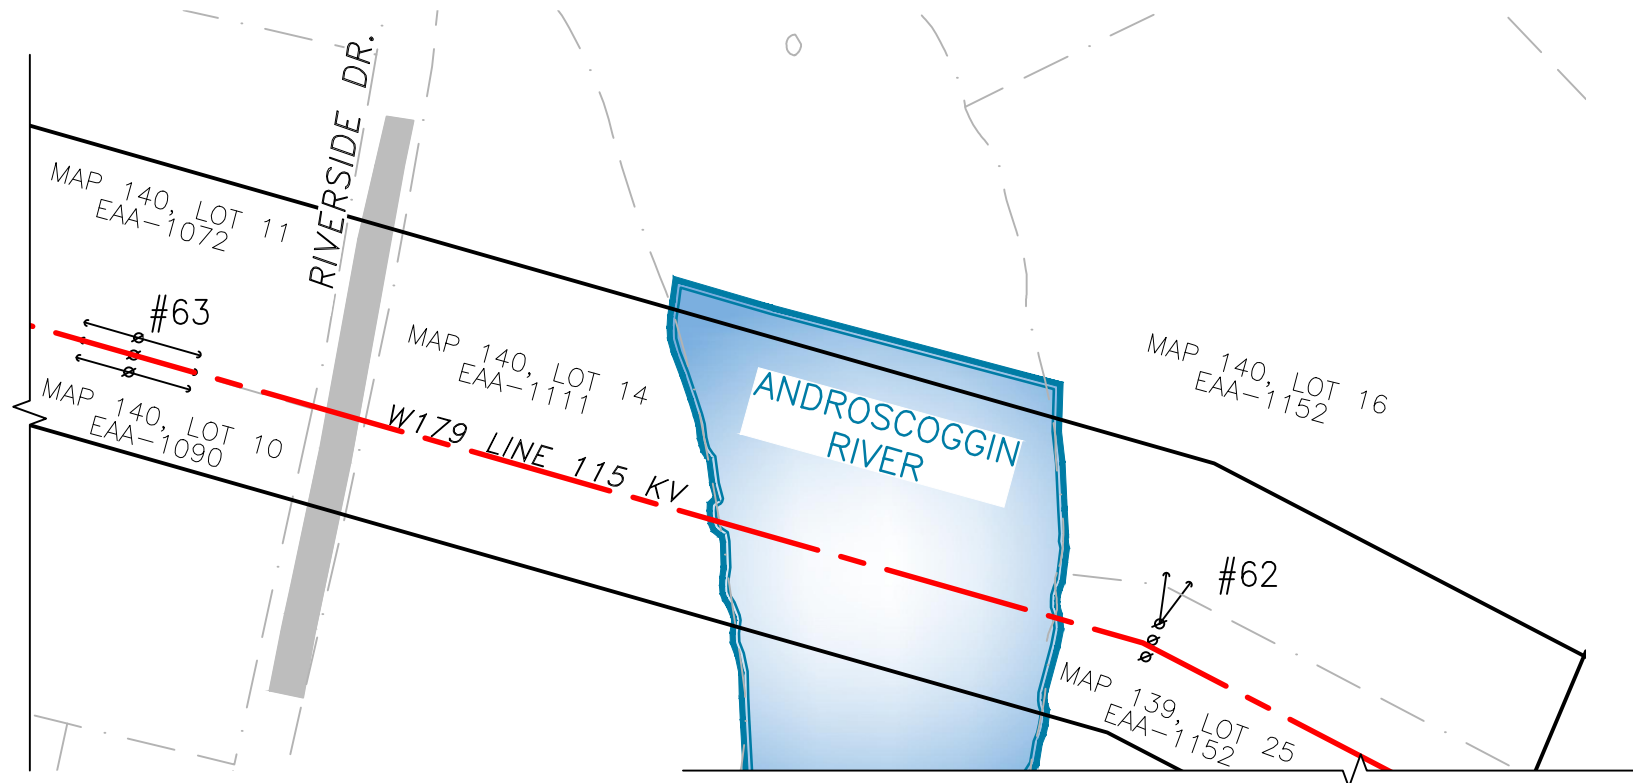 RIVERSIDE DR.
MAP 140, LOT 11
EAA-1072
#63
MAP 140, LOT 10
EAA-1090
MAP 140, LOT 14
EAA-1111
W179 LINE 115 KV
ANDROSCOGGIN
RIVER
MAP 140, LOT 16
EAA-1152
#62
MAP 139, LOT 25
EAA-1152